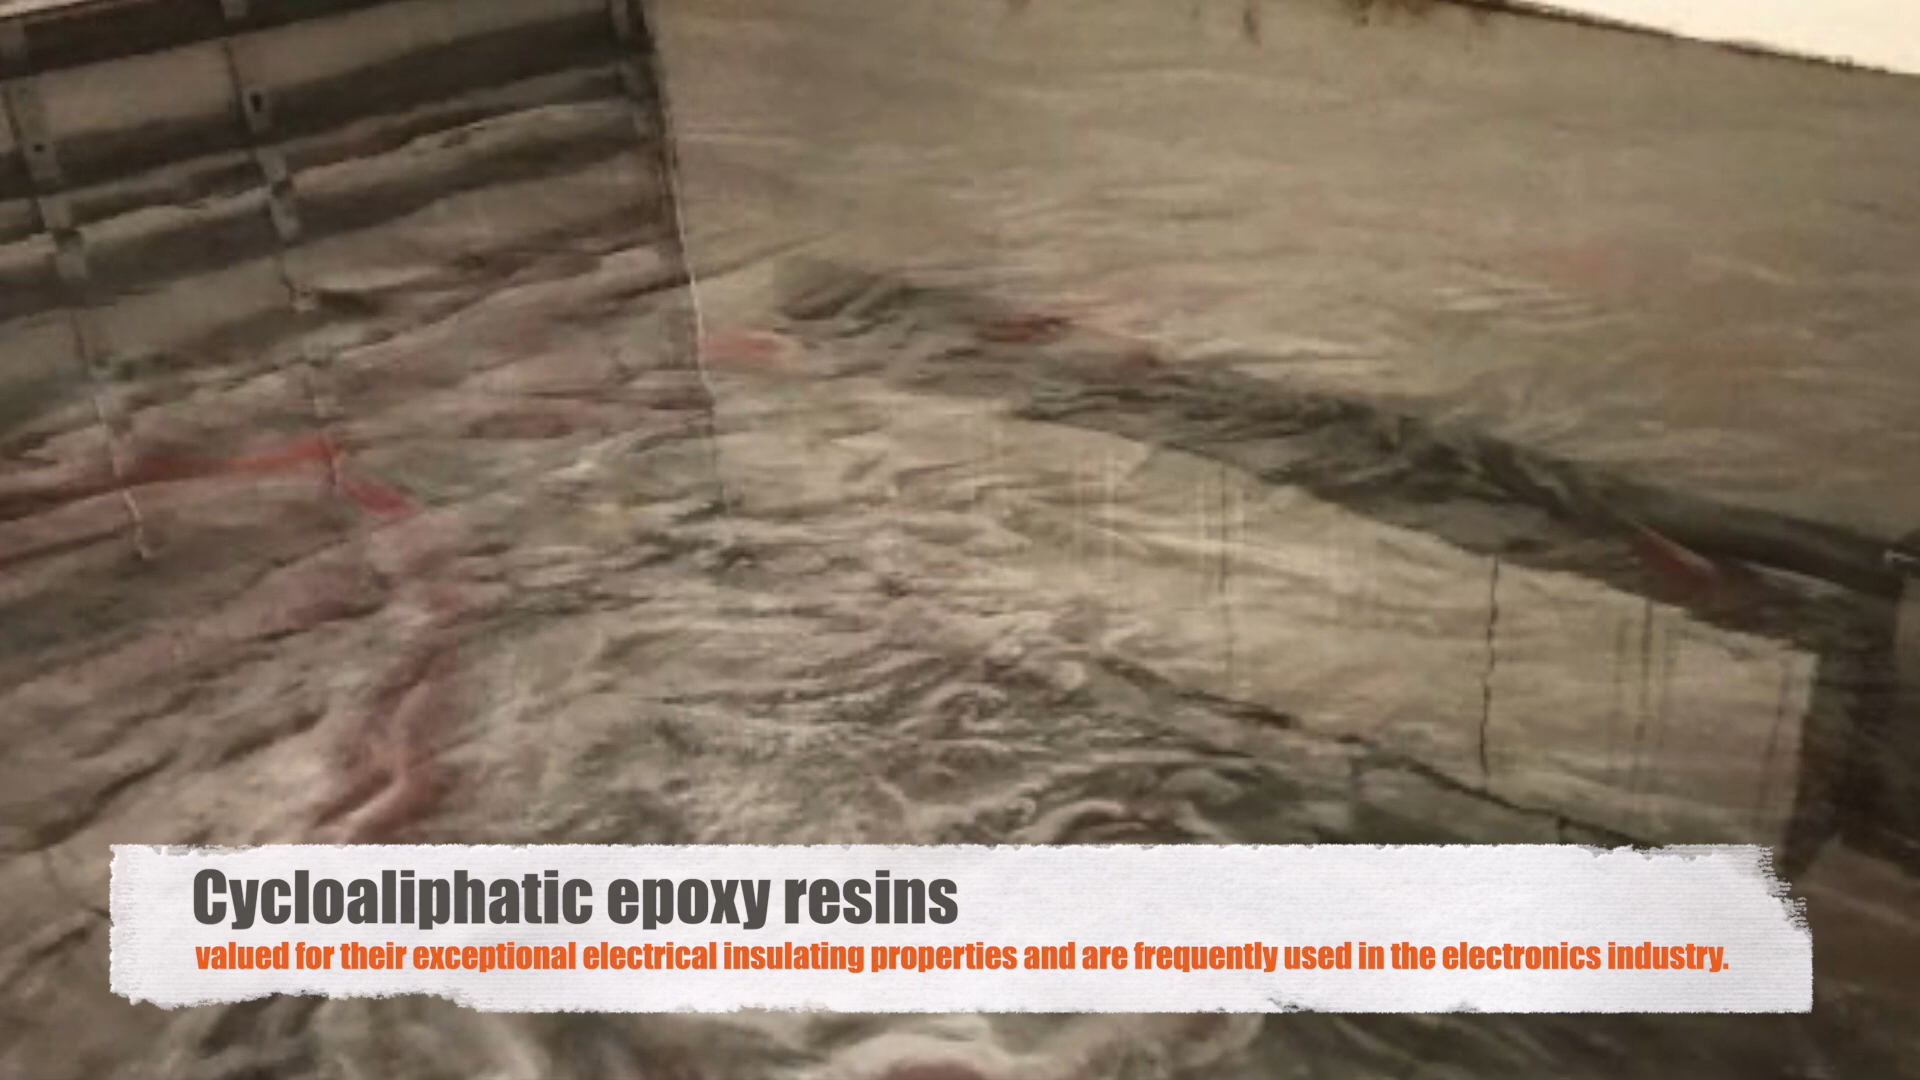 Cycloaliphatic epoxy resins
valued for their exceptional electrical insulating properties and are frequently used in the electronics industry.